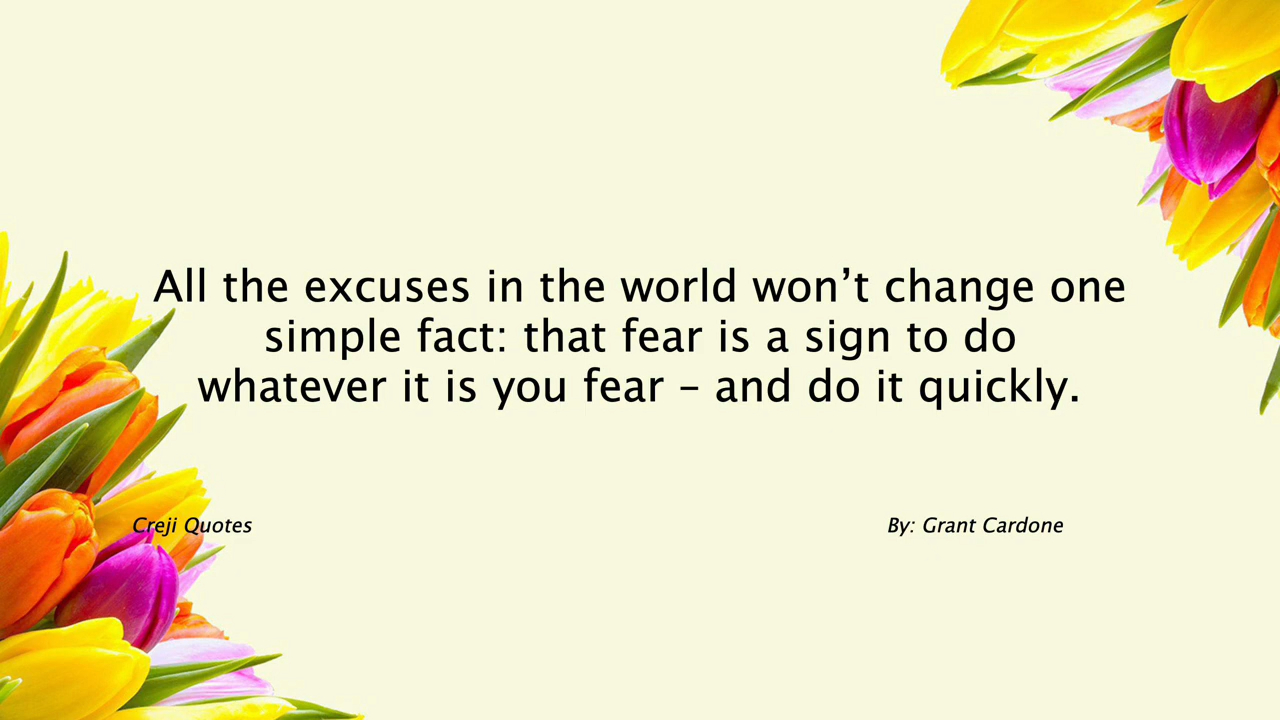 All the excuses in the world won’t change one
simple fact: that fear is a sign to do
whatever it is you fear – and do it quickly.
Creji Quotes
By: Grant Cardone